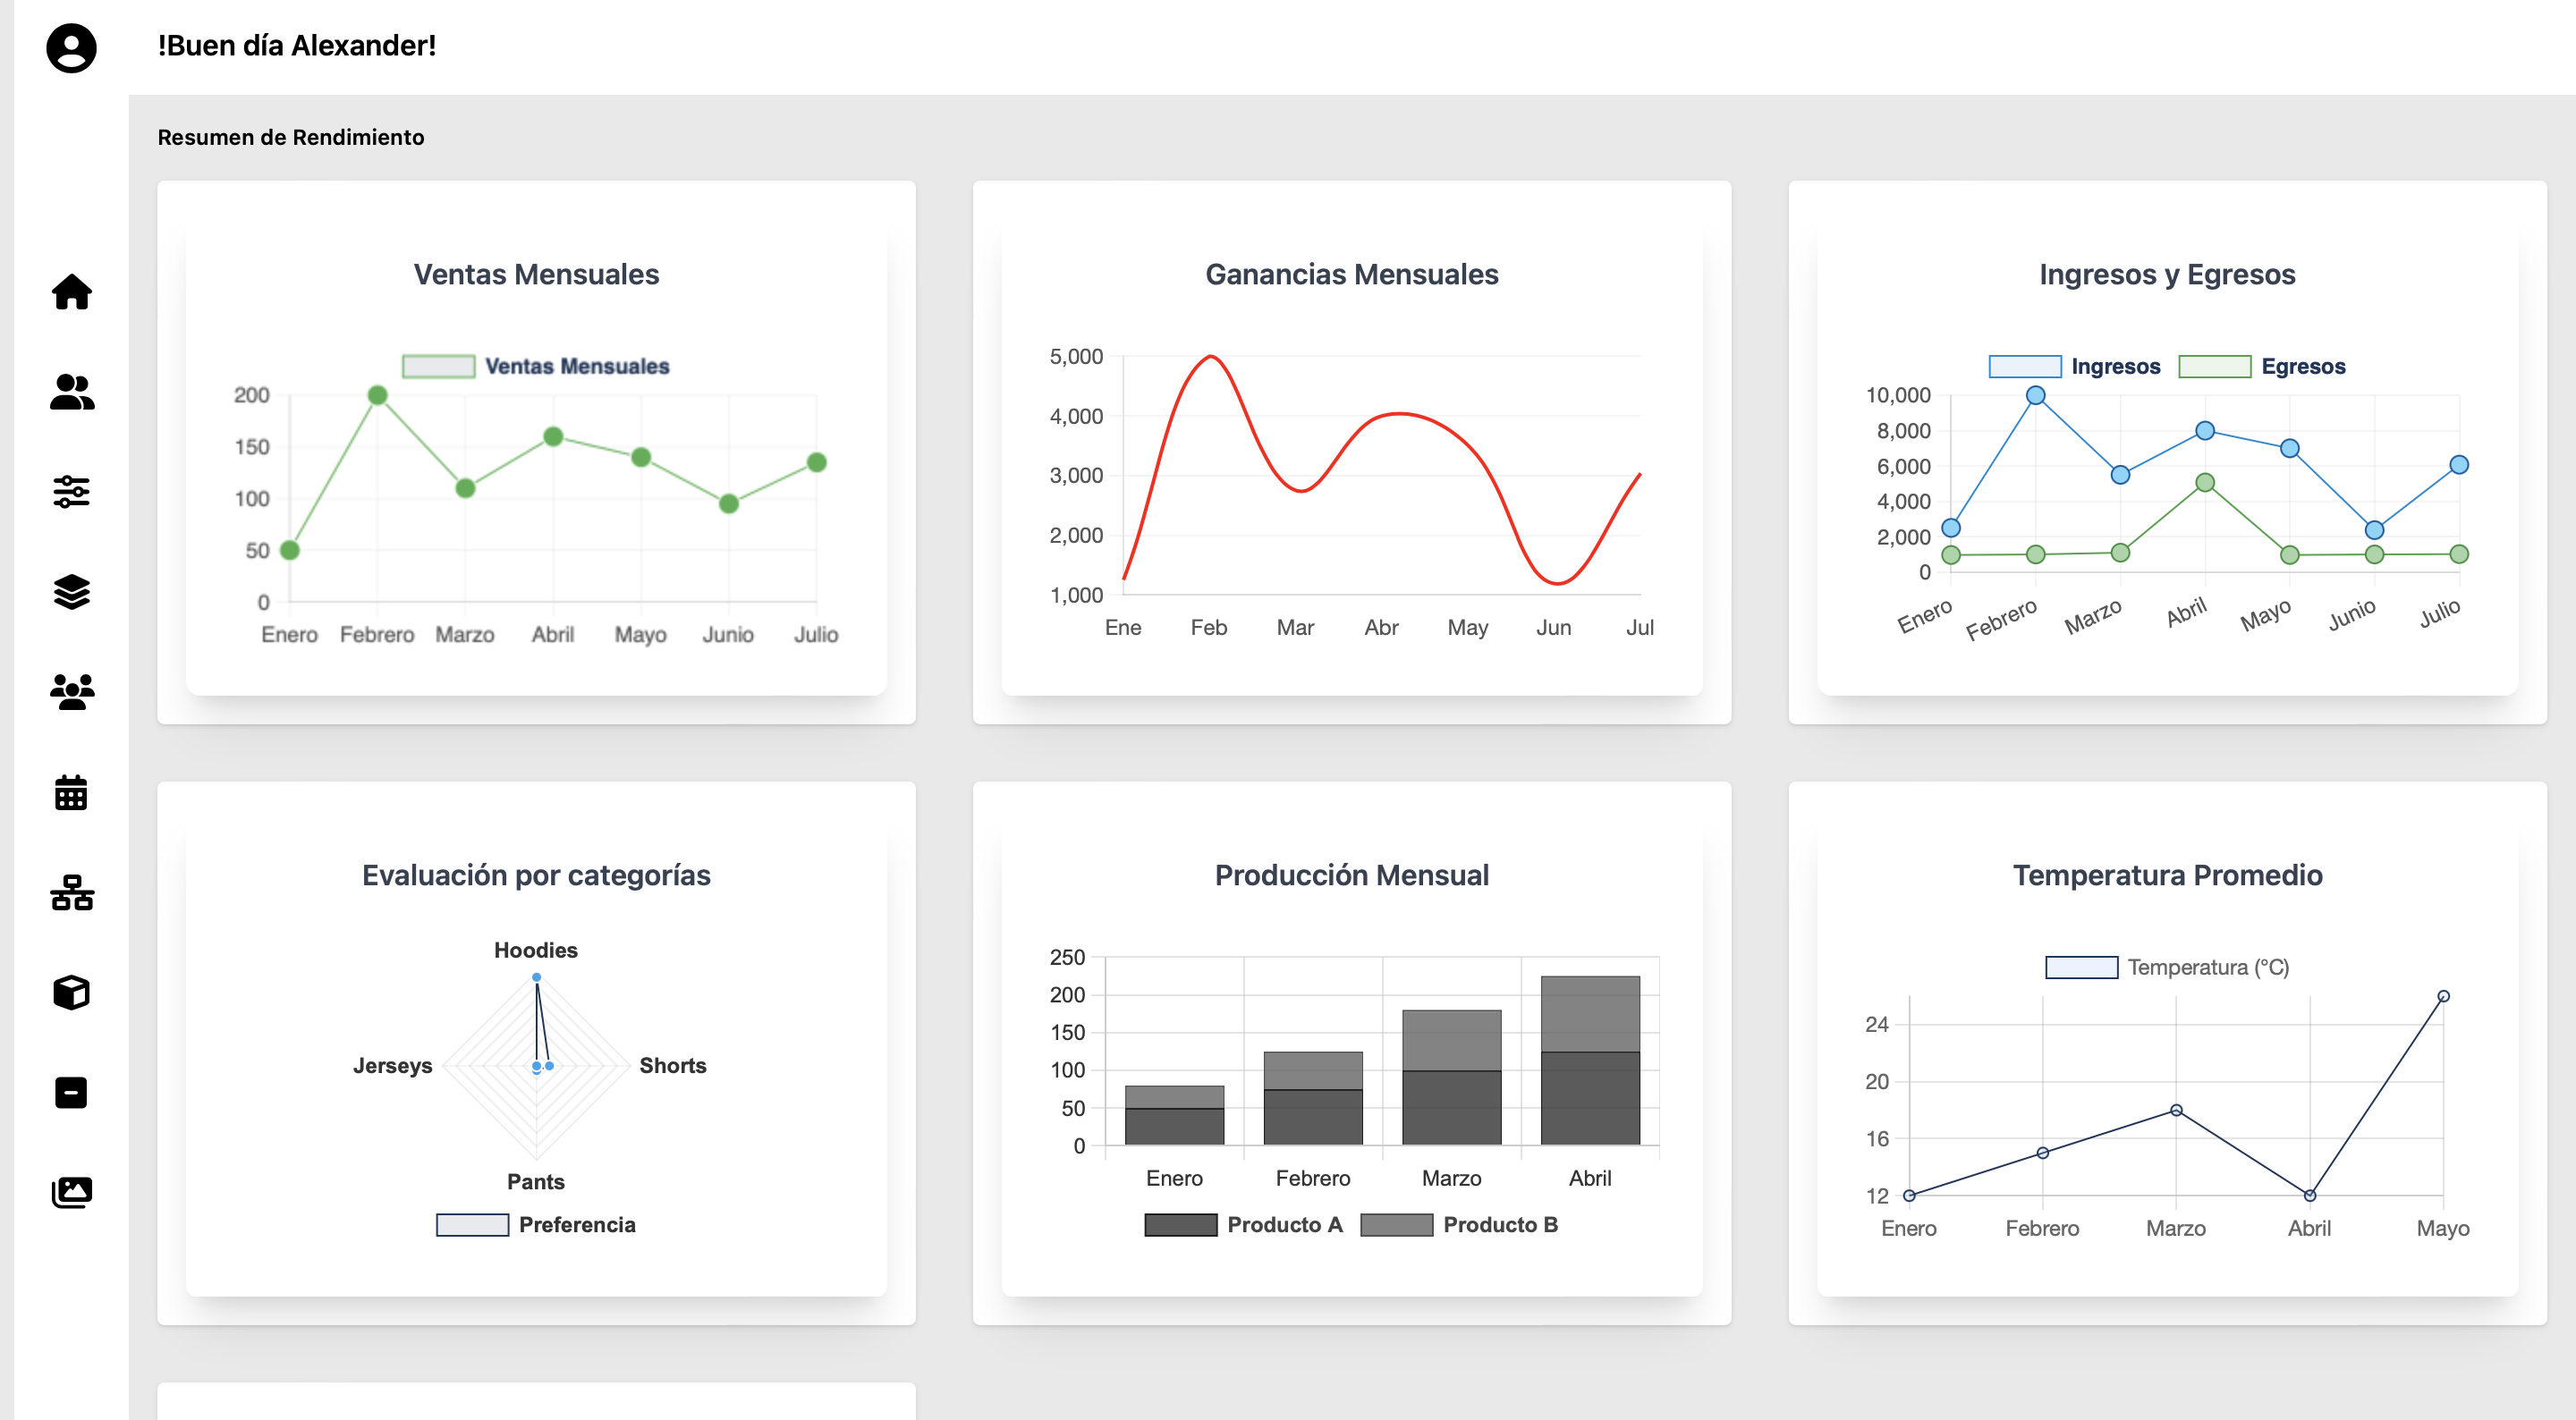 !Buen día Alexander!
Resumen de Rendimiento
Ventas Mensuales
Ventas Mensuales
200
150
100
50
0
Enero Febrero Marzo Abril Mayo Junio Julio
Ganancias Mensuales
5,000
4,000
3,000
2,000
1,000
Ene Feb Mar Abr May Jun Jul
Ingresos y Egresos
Ingresos Egresos
10,000
8,000
6,000
4,000
2,000
0
Enero Febrero Marzo Abril Mayo Junio Julio
Evaluación por categorías
Hoodies
Jerseys Shorts
Pants
Preferencia
Producción Mensual
250
200
150
100
50
0
Enero Febrero Marzo Abril
Producto A Producto B
Temperatura Promedio
Temperatura (°C)
24
20
16
12
Enero Febrero Marzo Abril Mayo